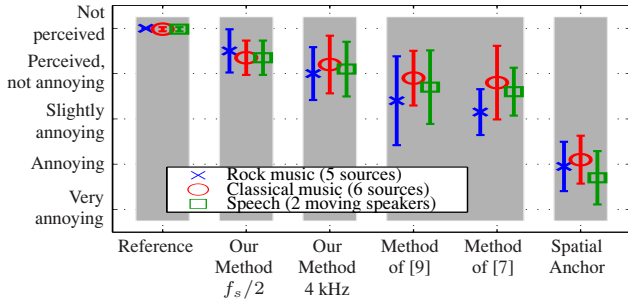 Not
perceived
Perceived,
not annoying
Slightly
annoying
Annoying
Very
annoying
Rock music (5 sources)
Classical music (6 sources)
Speech (2 moving speakers)
Reference
Our
Method
f_s/2
Our
Method
4 kHz
Method
of [9]
Method
of [7]
Spatial
Anchor